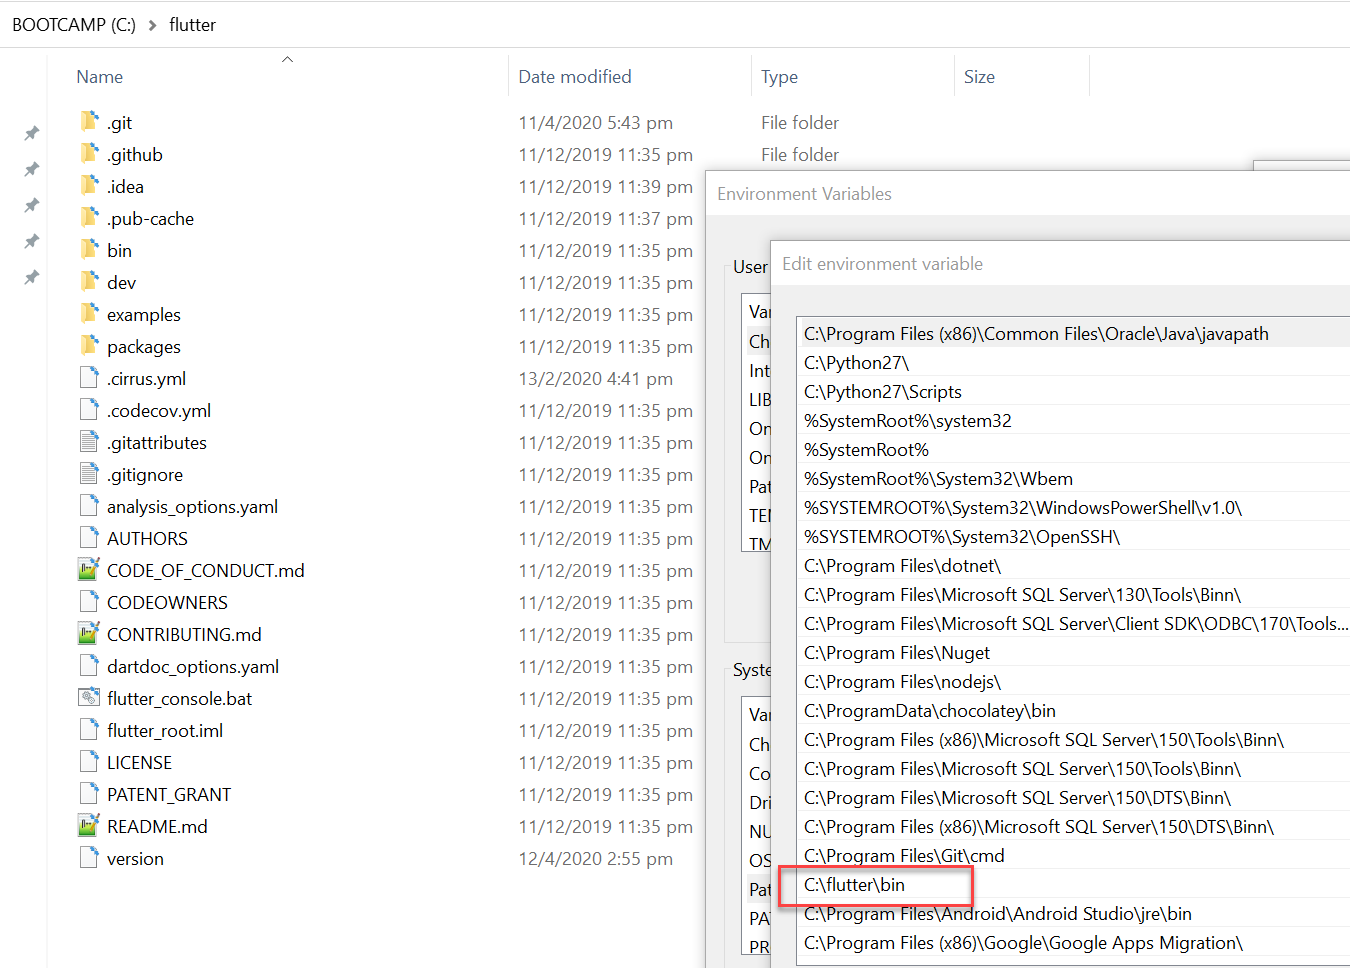 BOOTCAMP (C:) > flutter
Name Date modified Type Size
.git 11/4/2020 5:43 pm File folder
.github 11/12/2019 11:35 pm File folder
.idea 11/12/2019 11:39 pm
.pub-cache 11/12/2019 11:37 pm
bin 11/12/2019 11:35 pm
dev 11/12/2019 11:35 pm
examples 11/12/2019 11:35 pm
packages 11/12/2019 11:35 pm
.cirrus.yml 13/2/2020 4:41 pm
.codecov.yml 11/12/2019 11:35 pm
.gitattributes 11/12/2019 11:35 pm
.gitignore 11/12/2019 11:35 pm
analysis_options.yaml 11/12/2019 11:35 pm
AUTHORS 11/12/2019 11:35 pm
CODE_OF_CONDUCT.md 11/12/2019 11:35 pm
CODEOWNERS 11/12/2019 11:35 pm
CONTRIBUTING.md 11/12/2019 11:35 pm
dartdoc_options.yaml 11/12/2019 11:35 pm
flutter_console.bat 11/12/2019 11:35 pm
flutter_root.iml 11/12/2019 11:35 pm
LICENSE 11/12/2019 11:35 pm
PATENT_GRANT 11/12/2019 11:35 pm
README.md 11/12/2019 11:35 pm
version 12/4/2020 2:55 pm
Environment Variables
User
Var
Ch
Int
LIB
On
On
Pat
TEM
TM
Syste
Var
Ch
Co
Dri
NU
OS
Pat
PA
PR
Edit environment variable
C:\Program Files (x86)\Common Files\Oracle\Java\javapath
C:\Python27\
C:\Python27\Scripts
%SystemRoot%\system32
%SystemRoot%
%SystemRoot%\System32\Wbem
%SYSTEMROOT%\System32\WindowsPowerShell\v1.0\
%SYSTEMROOT%\System32\OpenSSH\
C:\Program Files\dotnet\
C:\Program Files\Microsoft SQL Server\130\Tools\Binn\
C:\Program Files\Microsoft SQL Server\Client SDK\ODBC\170\Tools...
C:\Program Files\Nuget
C:\Program Files\nodejs\
C:\ProgramData\chocolatey\bin
C:\Program Files (x86)\Microsoft SQL Server\150\Tools\Binn\
C:\Program Files\Microsoft SQL Server\150\Tools\Binn\
C:\Program Files\Microsoft SQL Server\150\DTS\Binn\
C:\Program Files (x86)\Microsoft SQL Server\150\DTS\Binn\
C:\Program Files\Git\cmd
C:\flutter\bin
C:\Program Files\Android\Android Studio\jre\bin
C:\Program Files (x86)\Google\Google Apps Migration\